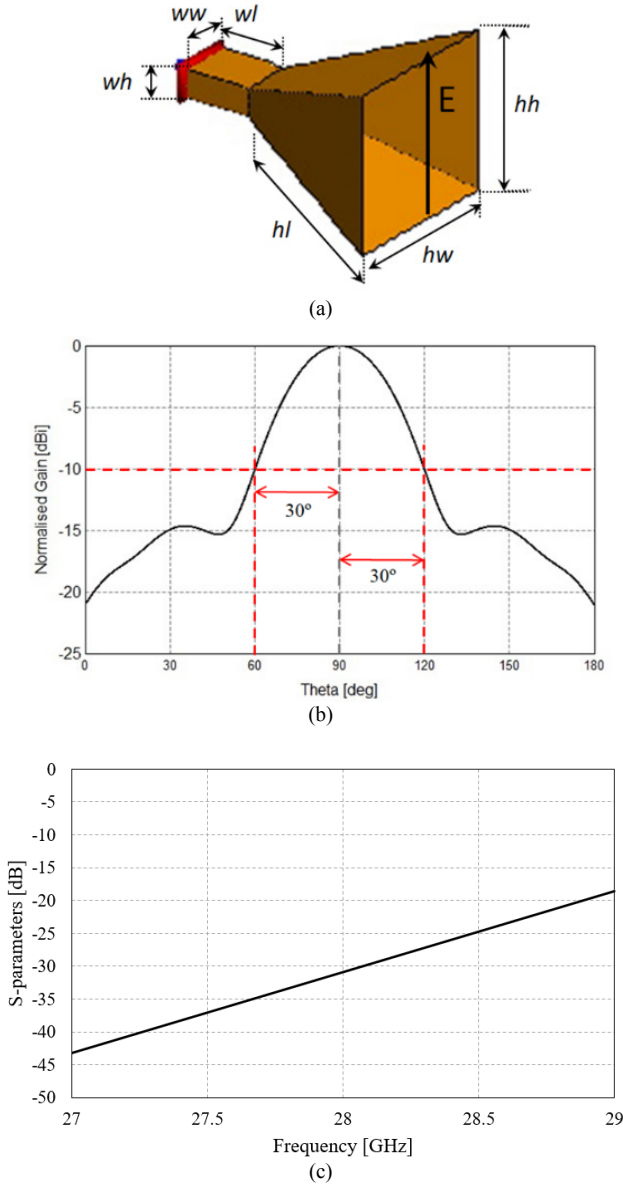 ww wl
wh
E
hh
hl
hw
(a)
0
-5
-10
-15
-20
-25
Normalised Gain [dBi]
30°
30°
0 30 60 90 120 150 180
Theta [deg]
(b)
0
-5
-10
-15
-20
-25
-30
-35
-40
-45
-50
S-parameters [dB]
27 27.5 28 28.5 29
Frequency [GHz]
(c)